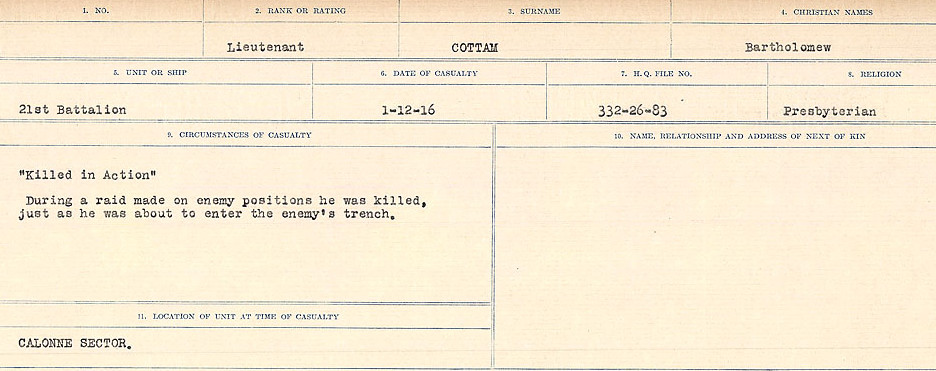 1. NO.
2. RANK OR RATING
3. SURNAME
4. CHRISTIAN NAMES
Lieutenant
COTTAM
Bartholomew
5. UNIT OR SHIP
6. DATE OF CASUALTY
7. H.Q. FILE NO.
8. RELIGION
21st Battalion
1-12-16
332-26-83
Presbyterian
9. CIRCUMSTANCES OF CASUALTY
10. NAME, RELATIONSHIP AND ADDRESS OF NEXT OF KIN
"Killed in Action"
During a raid made on enemy positions he was killed,
just as he was about to enter the enemy's trench.
11. LOCATION OF UNIT AT TIME OF CASUALTY
CALONNE SECTOR.